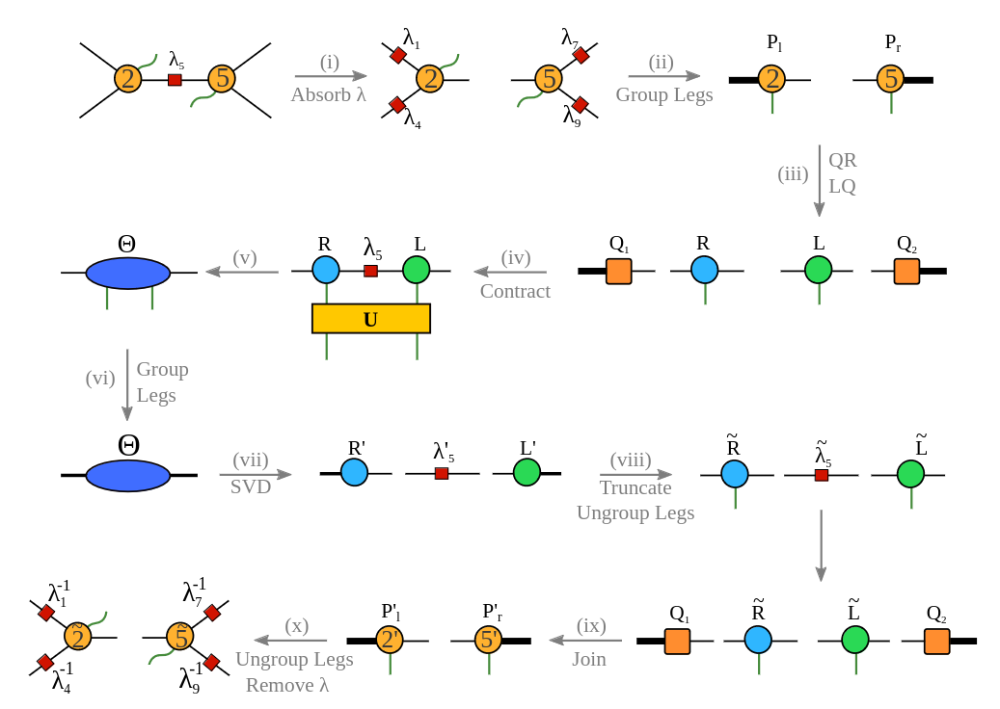 2 λ₅ 5 (i) Absorb λ λ₁ 2 λ₄ λ₇ 5 λ₉ (ii) Group Legs Pₗ 2 Pᵣ 5
(iii) QR
LQ
Θ (v) R λ₅ L U (iv) Contract Q₁ R L Q₂
(vi) Group
Legs
Θ (vii) SVD R' λ'₅ L' (viii) Truncate
Ungroup Legs
R̃ λ̃₅ L̃
λ₁⁻¹ 2̃ λ₄⁻¹ λ₇⁻¹ 5̃ λ₉⁻¹ (x) Ungroup Legs
Remove λ
P'ₗ 2' P'ᵣ 5' (ix) Join Q₁ R̃ L̃ Q₂